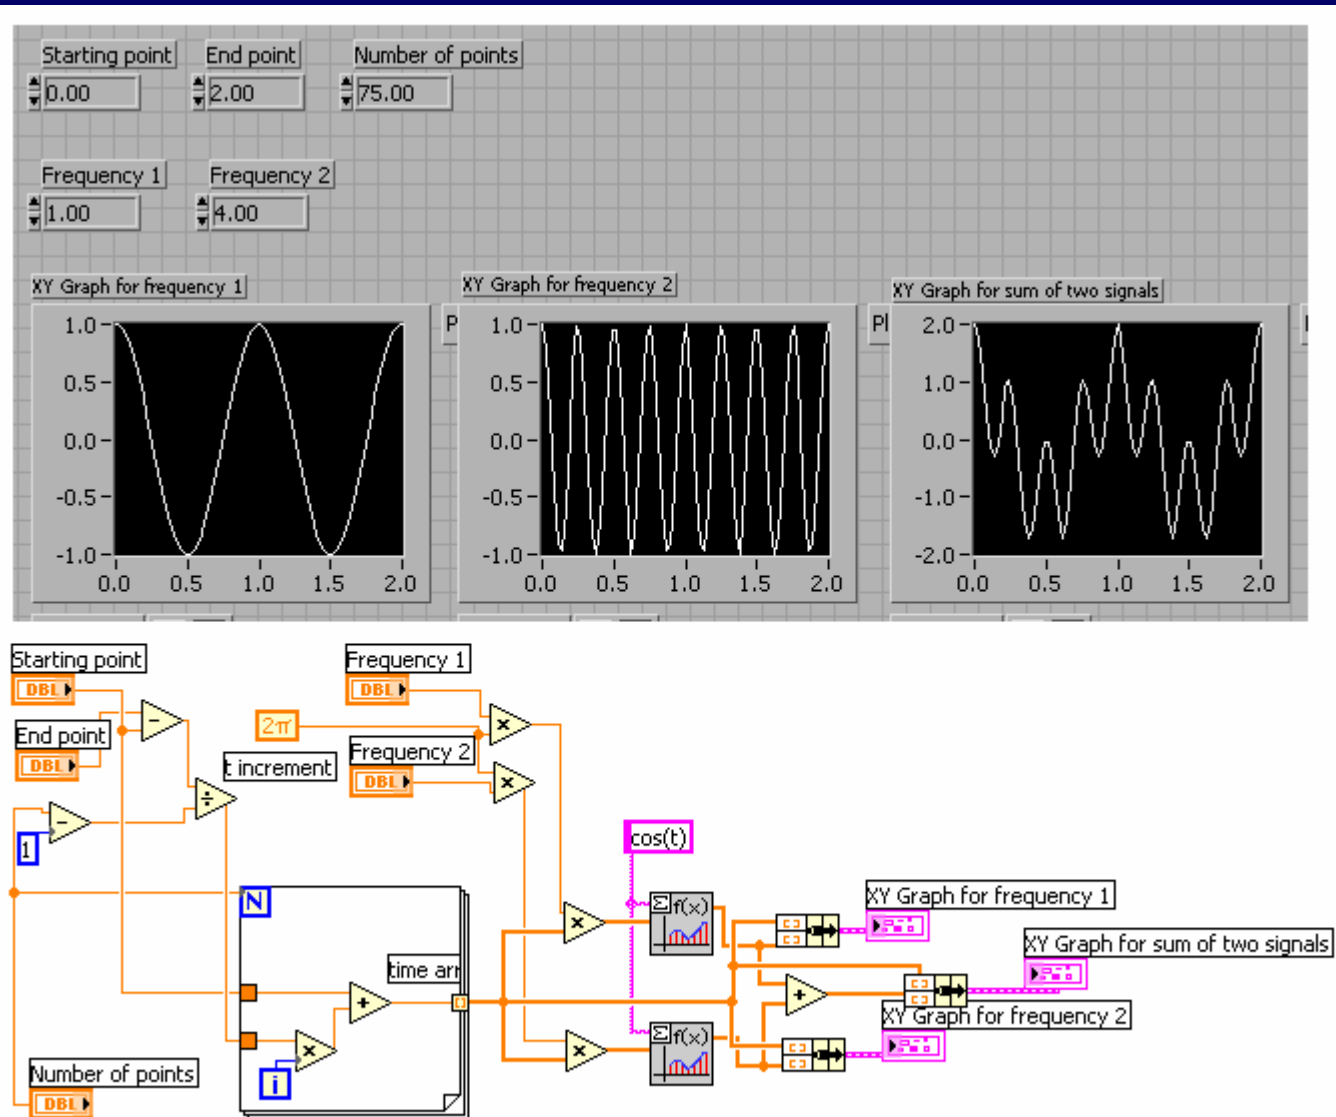 Starting point End point Number of points
0.00 2.00 75.00
Frequency 1 Frequency 2
1.00 4.00
XY Graph for frequency 1 XY Graph for frequency 2 XY Graph for sum of two signals
1.0
0.5
0.0
-0.5
-1.0
0.0 0.5 1.0 1.5 2.0
P
1.0
0.5
0.0
-0.5
-1.0
0.0 0.5 1.0 1.5 2.0
Pl
2.0
1.0
0.0
-1.0
-2.0
0.0 0.5 1.0 1.5 2.0
Starting point
DBL
End point
DBL
-
1
-
÷
t increment
Frequency 1
DBL
2π
Frequency 2
DBL
×
×
N
time arr
+
×
i
Number of points
DBL
cos(t)
×
Σ f(x)
×
Σ f(x)
+
XY Graph for frequency 1
XY Graph for sum of two signals
XY Graph for frequency 2